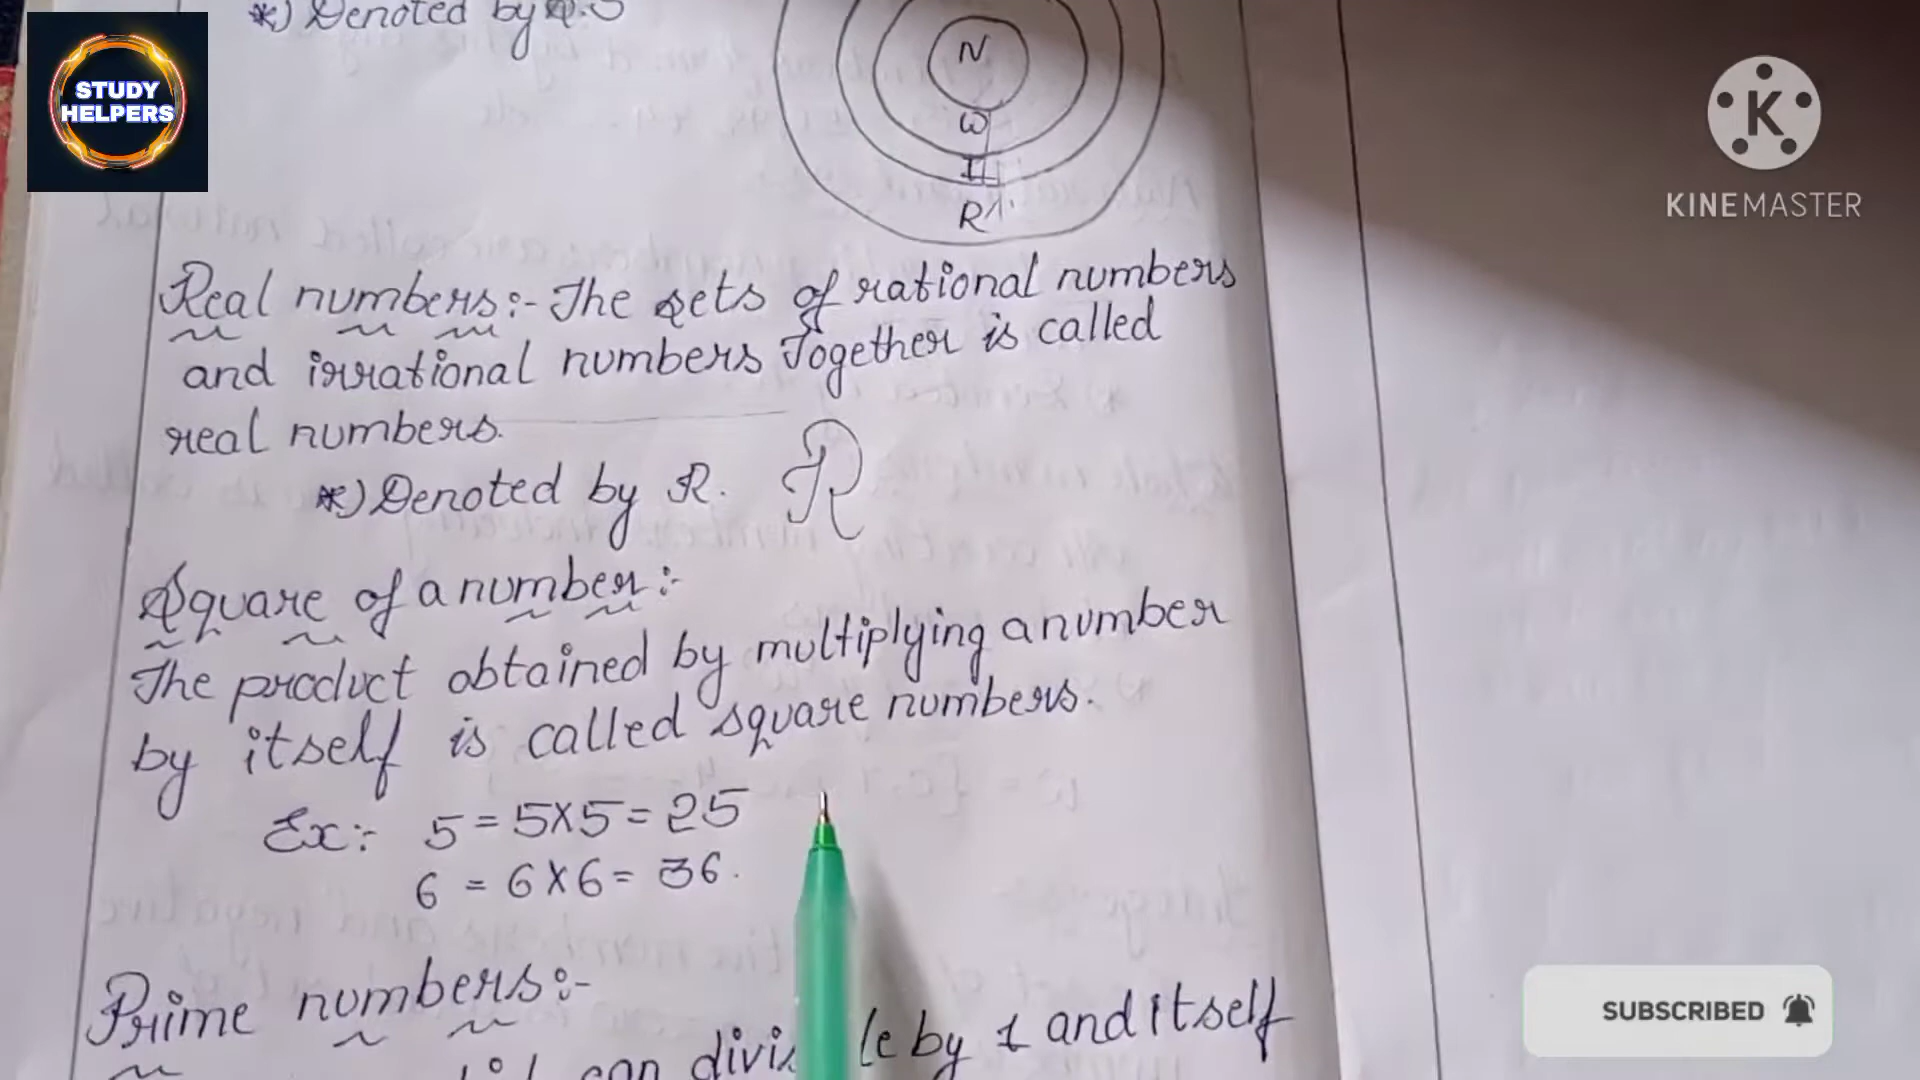 *) Denoted by Q.S
STUDY
HELPERS
N
W
I
R
K
KINEMASTER
Real numbers:- The sets of rational numbers
and irrational numbers Together is called
real numbers.
*) Denoted by R. R
Square of a number:-
The product obtained by multiplying a number
by itself is called square numbers.
Ex:- 5 = 5×5 = 25
6 = 6×6 = 36.
Prime numbers:-
can by 1 and itself
SUBSCRIBED